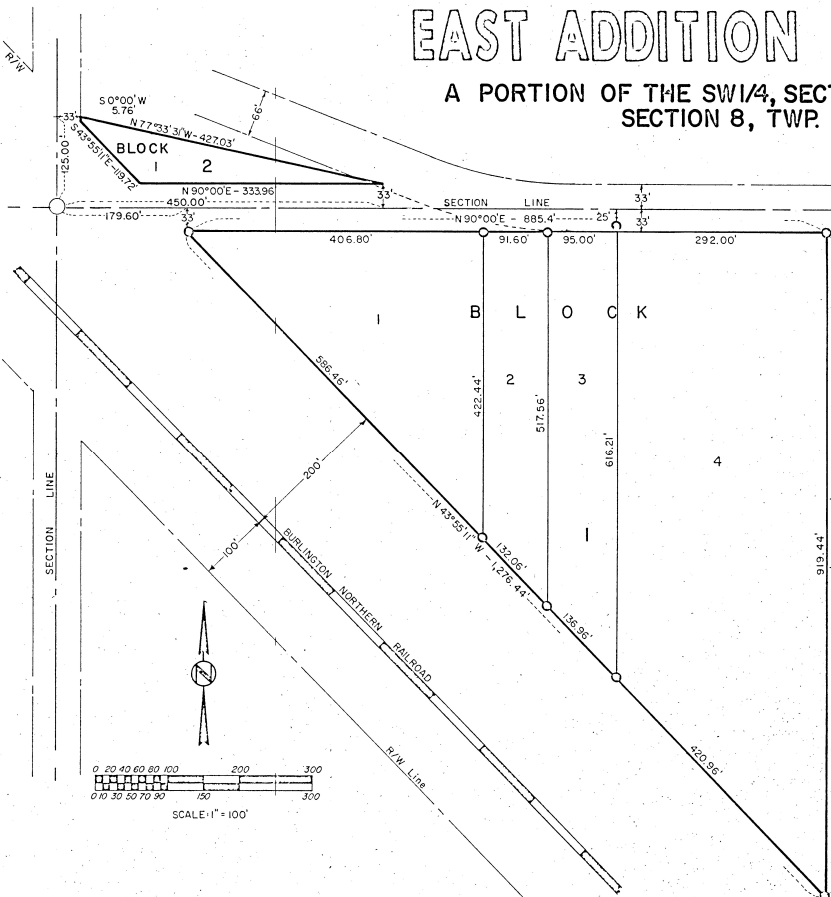 EAST ADDITION
A PORTION OF THE SW1/4, SECT
SECTION 8, TWP.
R/W
33'
S 0°00' W
5.76'
66'
N 77°33'31"W-427.03'
S 43°55'11"E-119.72'
125.00'
BLOCK
1 2
N 90°00'E-333.96
33'
450.00'
SECTION LINE
33'
179.60'
33'
N 90°00'E - 885.4'
25'
33'
406.80'
91.60'
95.00'
292.00'
1
B L O C K
2
3
586.46'
422.44'
517.56'
616.21'
4
200'
SECTION LINE
N 43°55'11" W - 1,276.44'
1
100'
919.44'
132.06'
BURLINGTON NORTHERN RAILROAD
136.96'
N
R/W Line
420.96'
0 20 40 60 80 100 200 300
0 10 30 50 70 90 150 300
SCALE: 1" = 100'